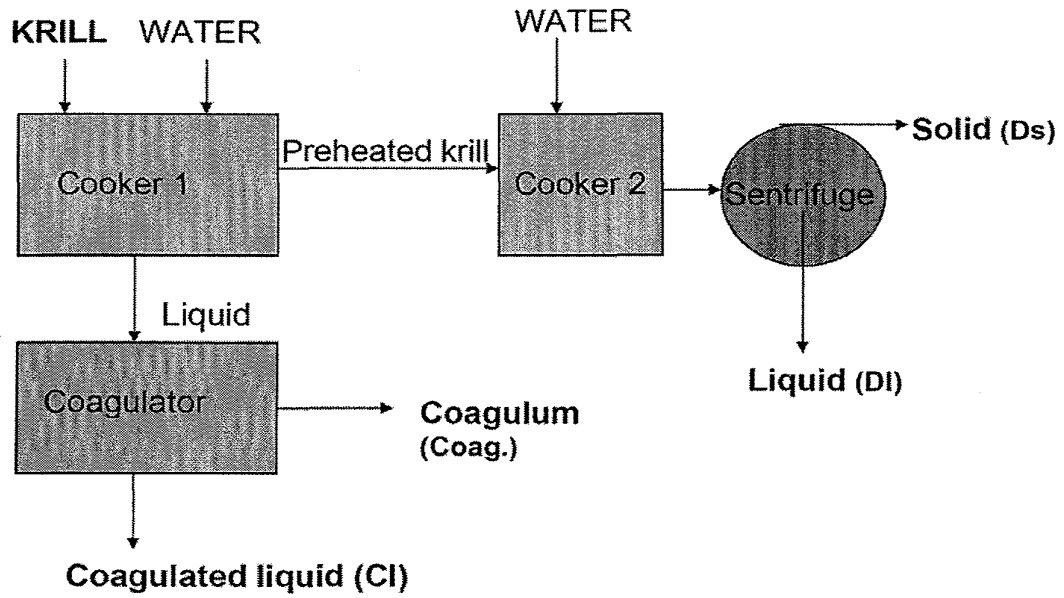 KRILL WATER
WATER
Cooker 1
Preheated krill
Cooker 2
Sentrifuge
Solid (Ds)
Liquid
Liquid (Dl)
Coagulator
Coagulum
(Coag.)
Coagulated liquid (Cl)